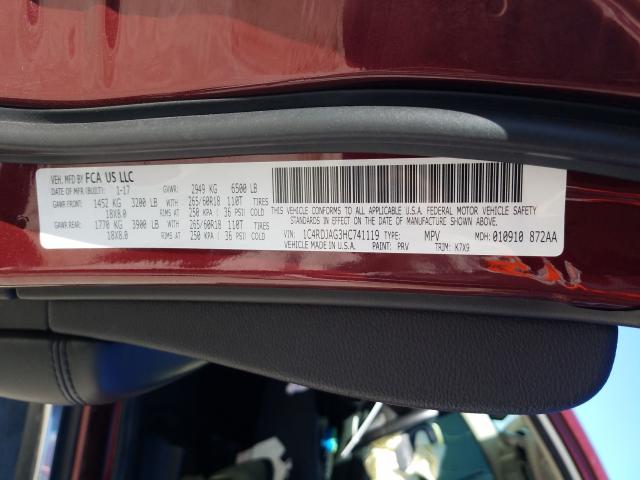 VEH. MFD BY FCA US LLC
DATE OF MFR (BUILT): 1-17 GVWR: 2949 KG 6500 LB
GAWR FRONT: 1452 KG 3200 LB WITH 265/60R18 110T TIRES
18X8.0 RIMS AT 250 KPA ( 36 PSI) COLD
GAWR REAR: 1770 KG 3900 LB WITH 265/60R18 110T TIRES
18X8.0 RIMS AT 250 KPA ( 36 PSI) COLD
THIS VEHICLE CONFORMS TO ALL APPLICABLE U.S.A. FEDERAL MOTOR VEHICLE SAFETY
STANDARDS IN EFFECT ON THE DATE OF MANUFACTURE SHOWN ABOVE.
VIN: 1C4RDJAG3HC741119 TYPE: MPV MDH: 010910 872AA
VEHICLE MADE IN U.S.A. PAINT: PRV TRIM: K7X9